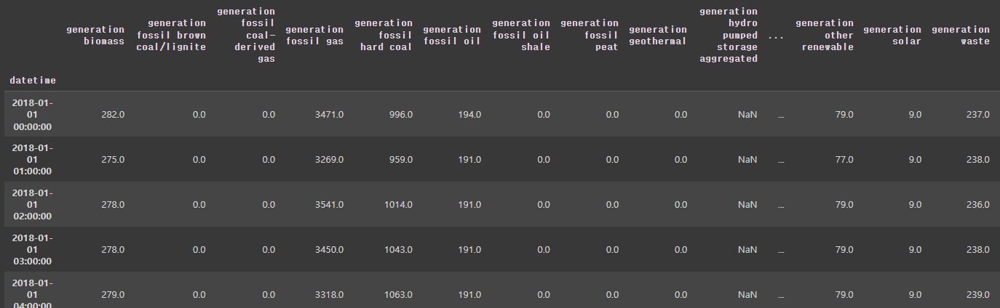 generation biomass
generation fossil brown coal/lignite
generation fossil coal-derived gas
generation fossil gas
generation fossil hard coal
generation fossil oil
generation fossil oil shale
generation fossil peat
generation geothermal
generation hydro pumped storage aggregated
...
generation other renewable
generation solar
generation waste
datetime
2018-01-01 00:00:00 282.0 0.0 0.0 3471.0 996.0 194.0 0.0 0.0 0.0 NaN ... 79.0 9.0 237.0
2018-01-01 01:00:00 275.0 0.0 0.0 3269.0 959.0 191.0 0.0 0.0 0.0 NaN ... 77.0 9.0 238.0
2018-01-01 02:00:00 278.0 0.0 0.0 3541.0 1014.0 191.0 0.0 0.0 0.0 NaN ... 79.0 9.0 236.0
2018-01-01 03:00:00 278.0 0.0 0.0 3450.0 1043.0 191.0 0.0 0.0 0.0 NaN ... 79.0 9.0 238.0
2018-01-01 04:00:00 279.0 0.0 0.0 3318.0 1063.0 191.0 0.0 0.0 0.0 NaN ... 79.0 9.0 239.0